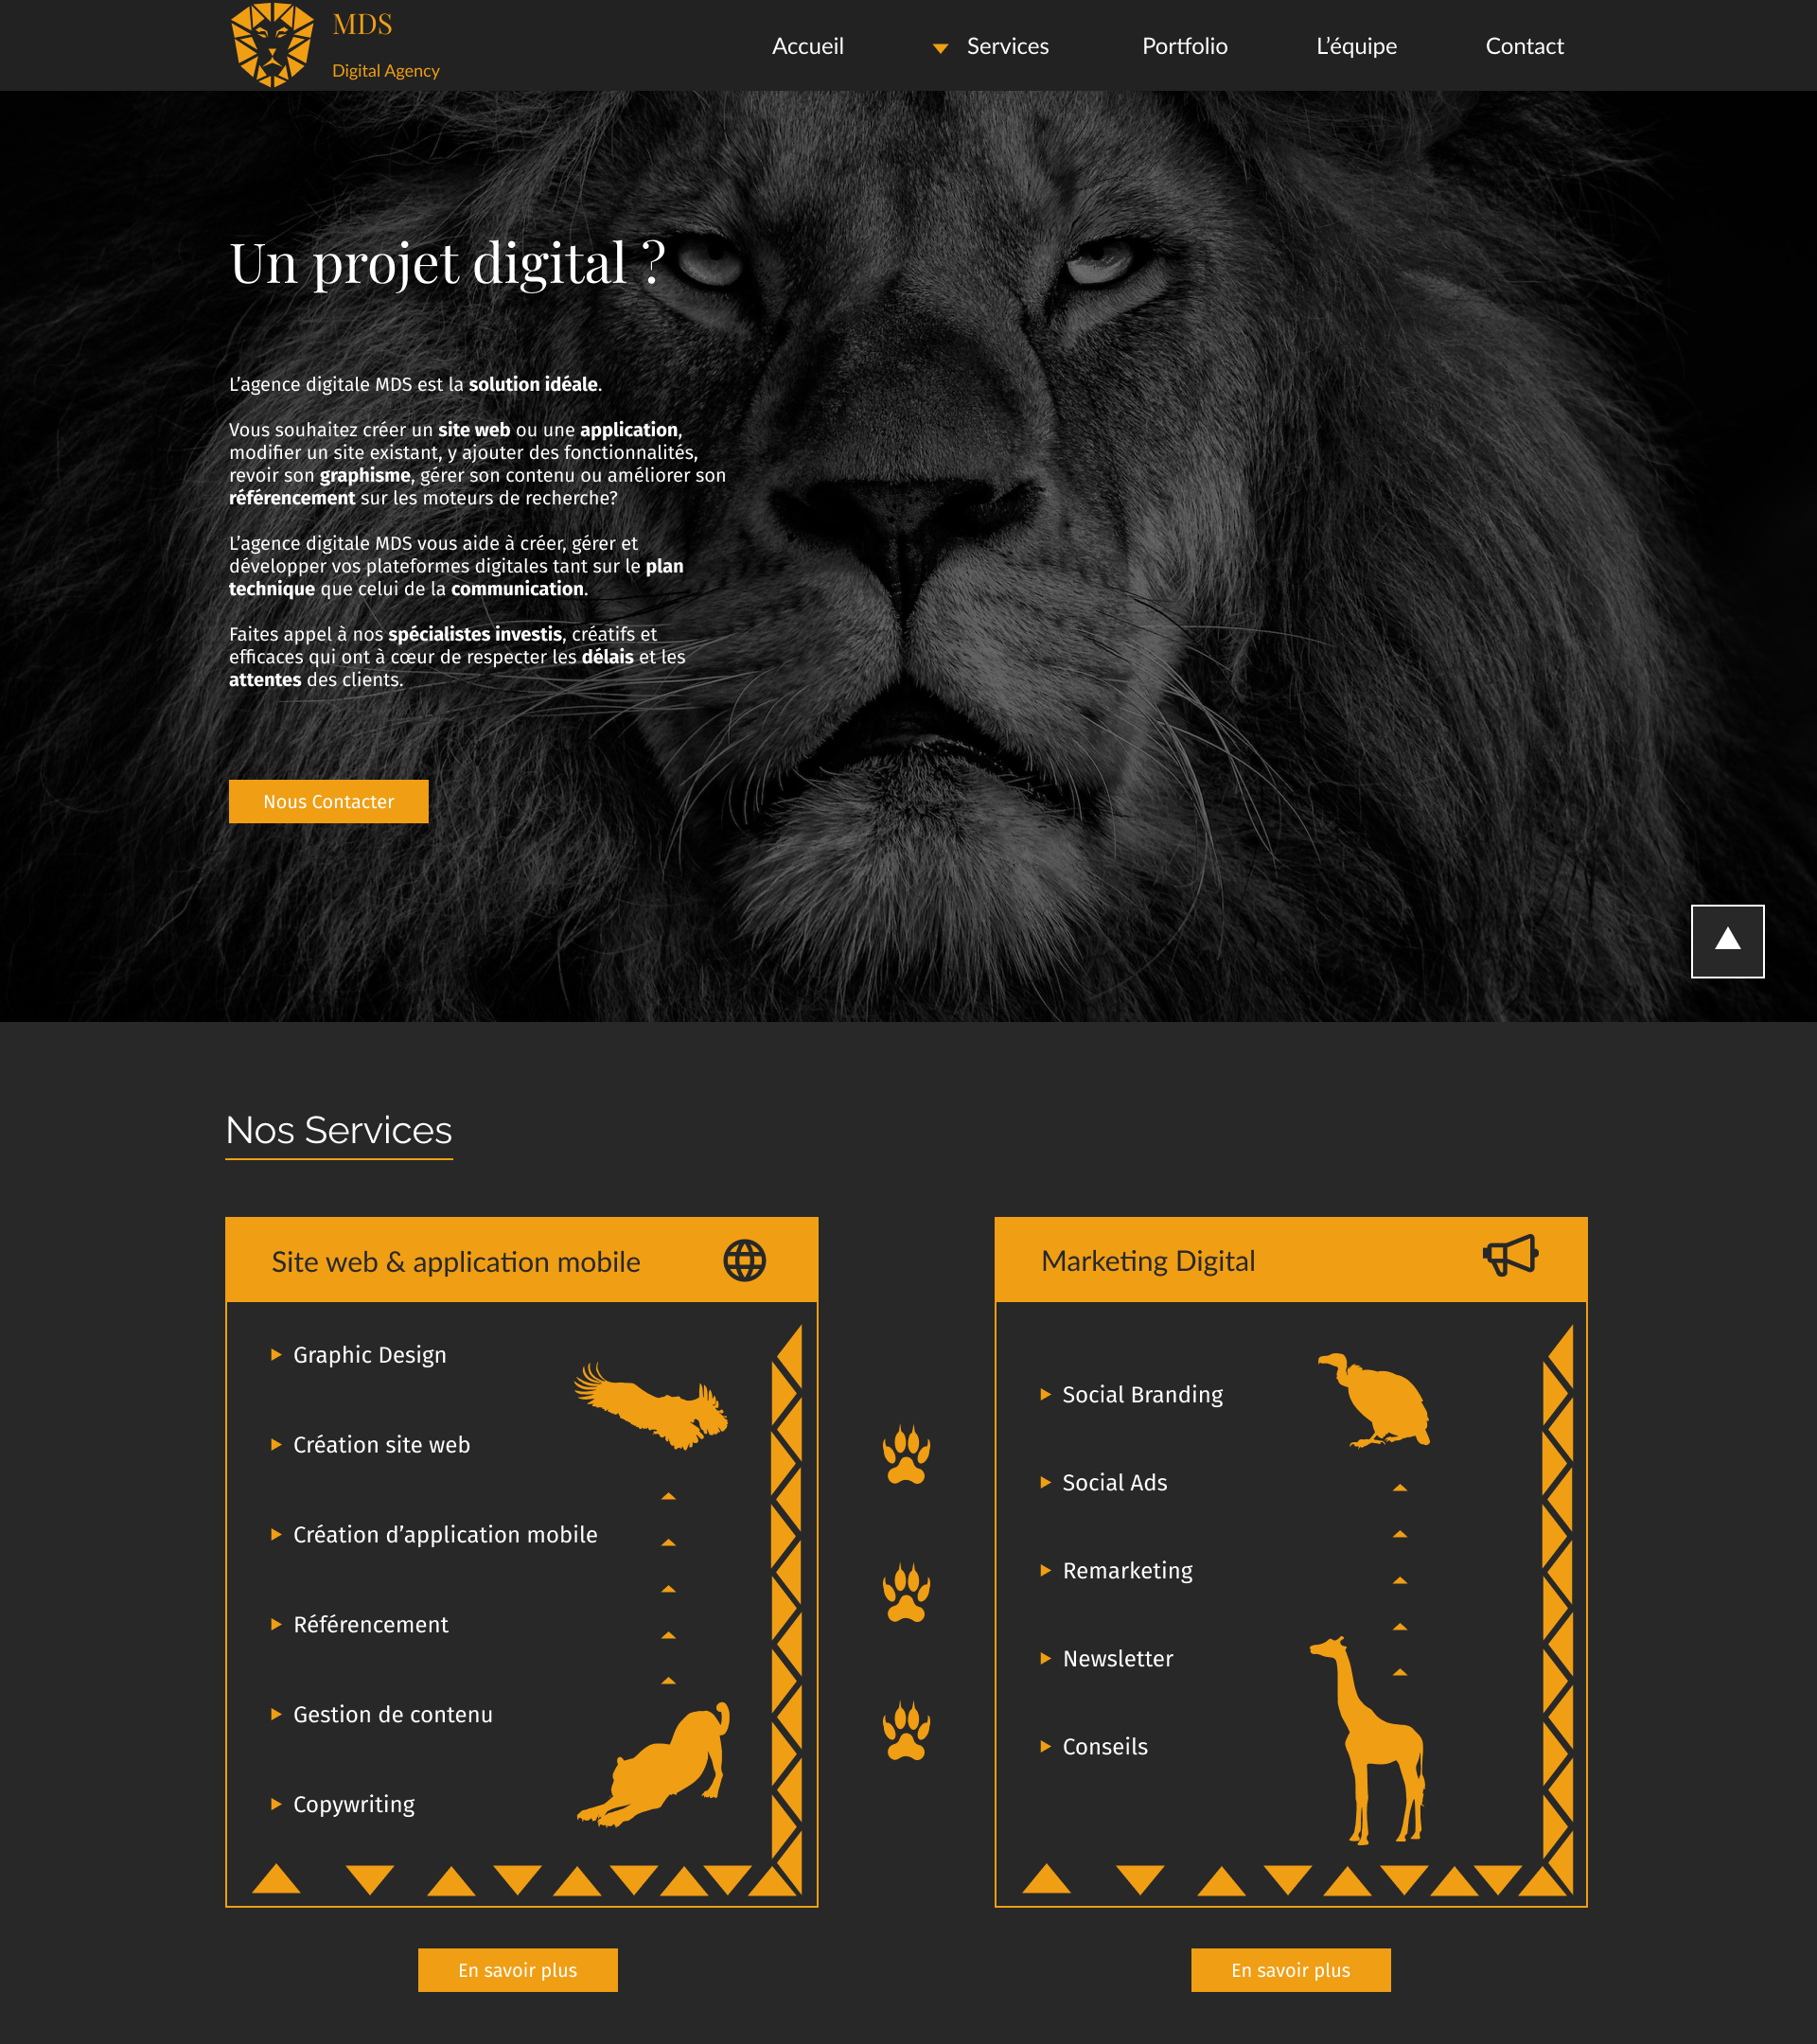 MDS
Digital Agency
Accueil
Services
Portfolio
L’équipe
Contact
Un projet digital ?
L’agence digitale MDS est la solution idéale.
Vous souhaitez créer un site web ou une application,
modifier un site existant, y ajouter des fonctionnalités,
revoir son graphisme, gérer son contenu ou améliorer son
référencement sur les moteurs de recherche?
L’agence digitale MDS vous aide à créer, gérer et
développer vos plateformes digitales tant sur le plan
technique que celui de la communication.
Faites appel à nos spécialistes investis, créatifs et
efficaces qui ont à cœur de respecter les délais et les
attentes des clients.
Nous Contacter
Nos Services
Site web & application mobile
Graphic Design
Création site web
Création d’application mobile
Référencement
Gestion de contenu
Copywriting
En savoir plus
Marketing Digital
Social Branding
Social Ads
Remarketing
Newsletter
Conseils
En savoir plus